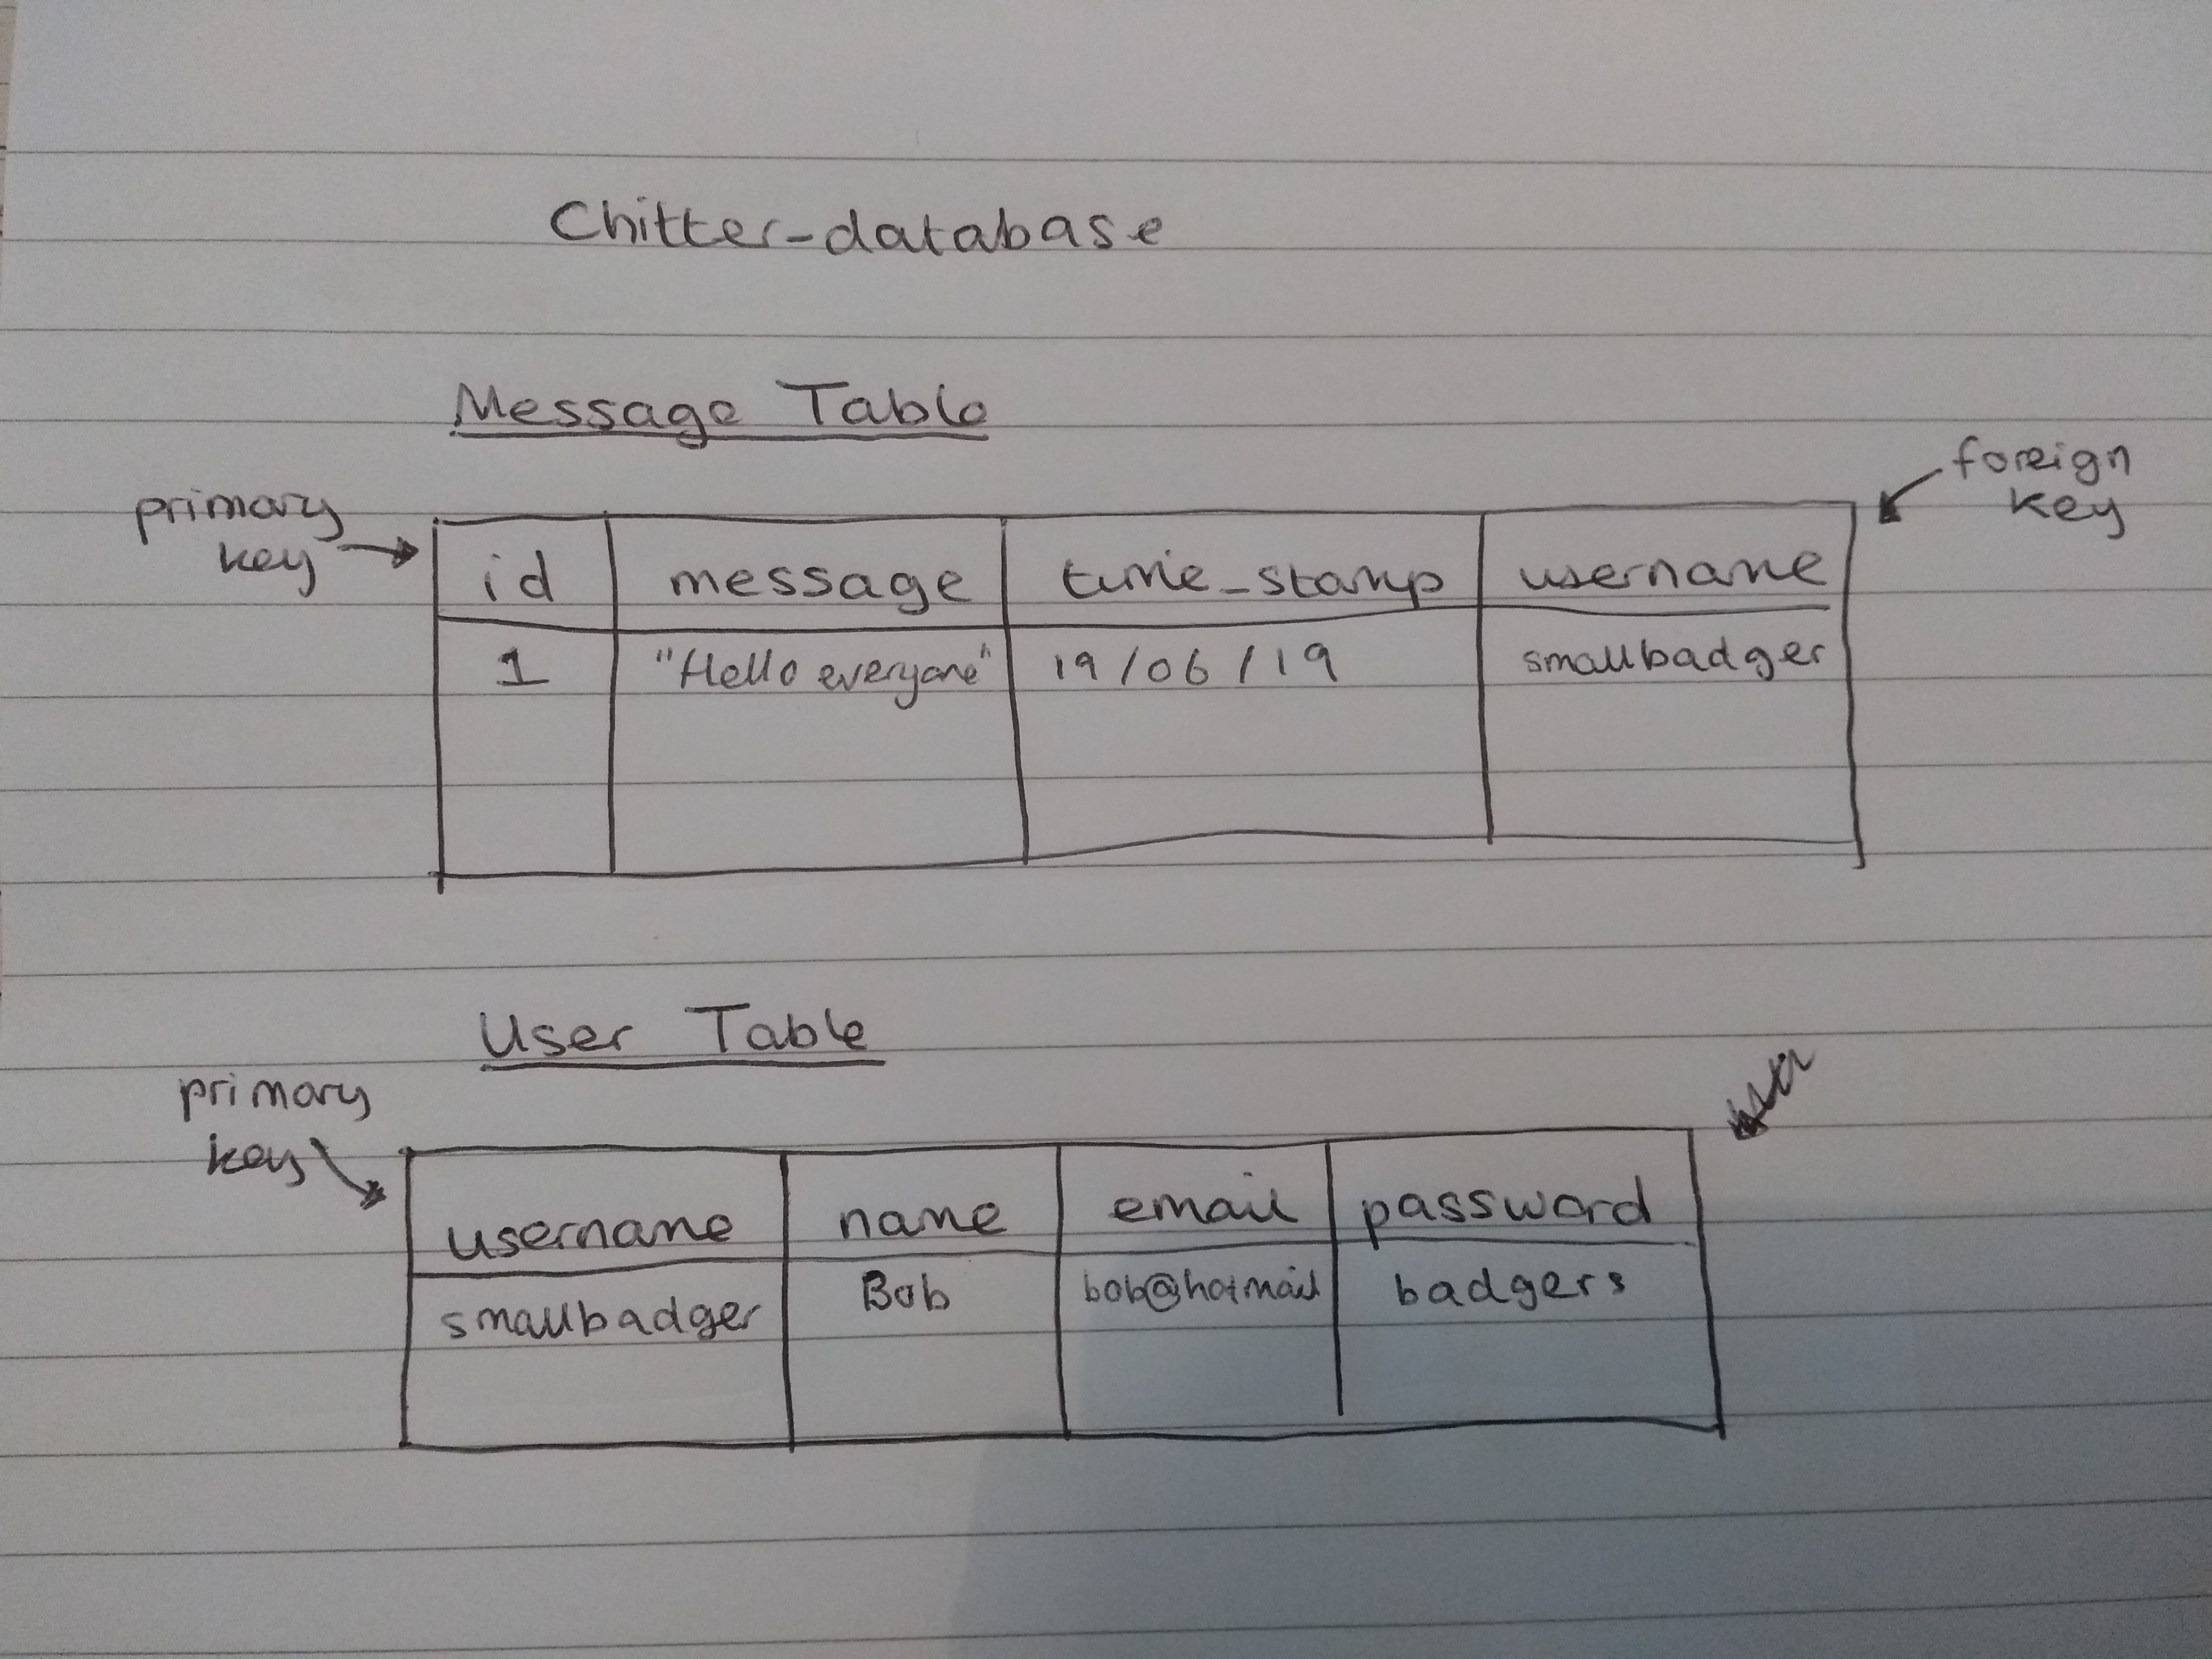 Chitter-database
Message Table
primary
key
foreign
key
id message time_stamp username
1 "Hello everyone" 19/06/19 smallbadger
User Table
primary
key
username name email password
smallbadger Bob bob@hotmail badgers